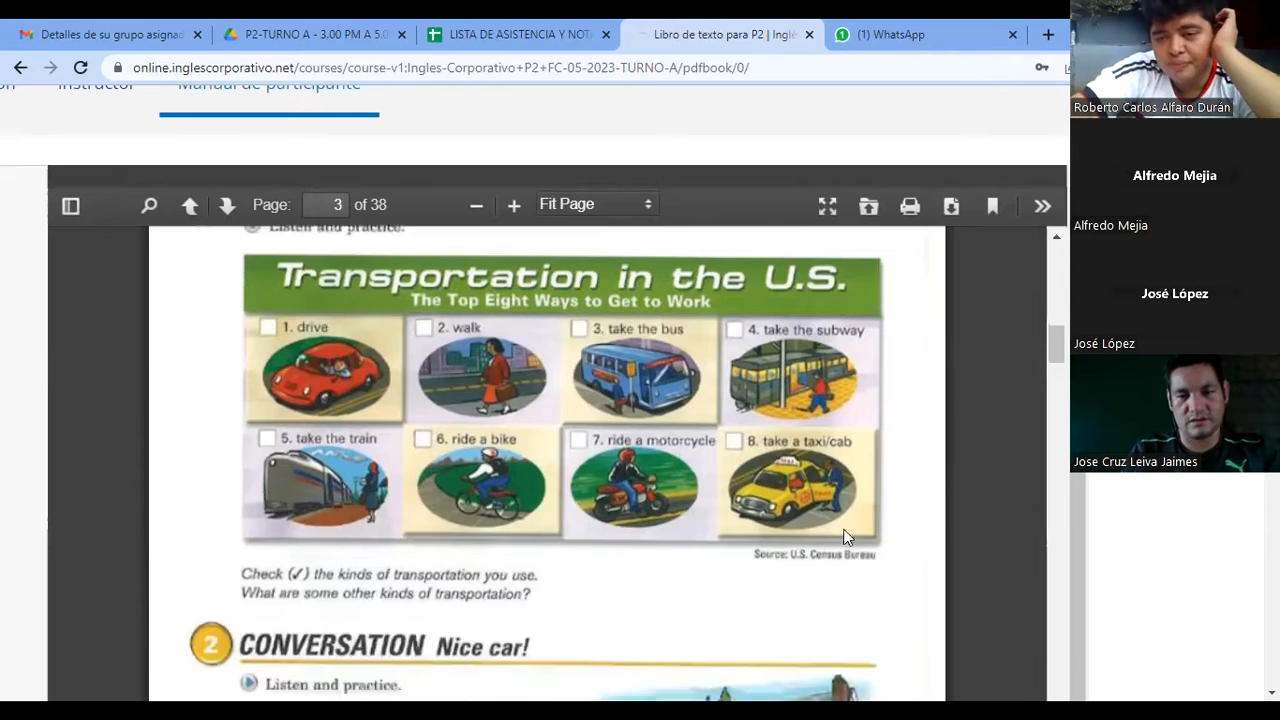 Detalles de su grupo asignad
P2-TURNO A - 3.00 PM A 5.0
LISTA DE ASISTENCIA Y NOT
Libro de texto para P2 | Inglé
(1) WhatsApp
online.inglescorporativo.net/courses/course-v1:Ingles-Corporativo+P2+FC-05-2023-TURNO-A/pdfbook/0/
Instructor
Manual de participante
Page: 3 of 38
Fit Page
Listen and practice.
Transportation in the U.S.
The Top Eight Ways to Get to Work
1. drive
2. walk
3. take the bus
4. take the subway
5. take the train
6. ride a bike
7. ride a motorcycle
8. take a taxi/cab
Source: U.S. Census Bureau
Check (✓) the kinds of transportation you use.
What are some other kinds of transportation?
2 CONVERSATION Nice car!
Listen and practice.
Roberto Carlos Alfaro Durán
Alfredo Mejia
Alfredo Mejia
José López
José López
Jose Cruz Leiva Jaimes